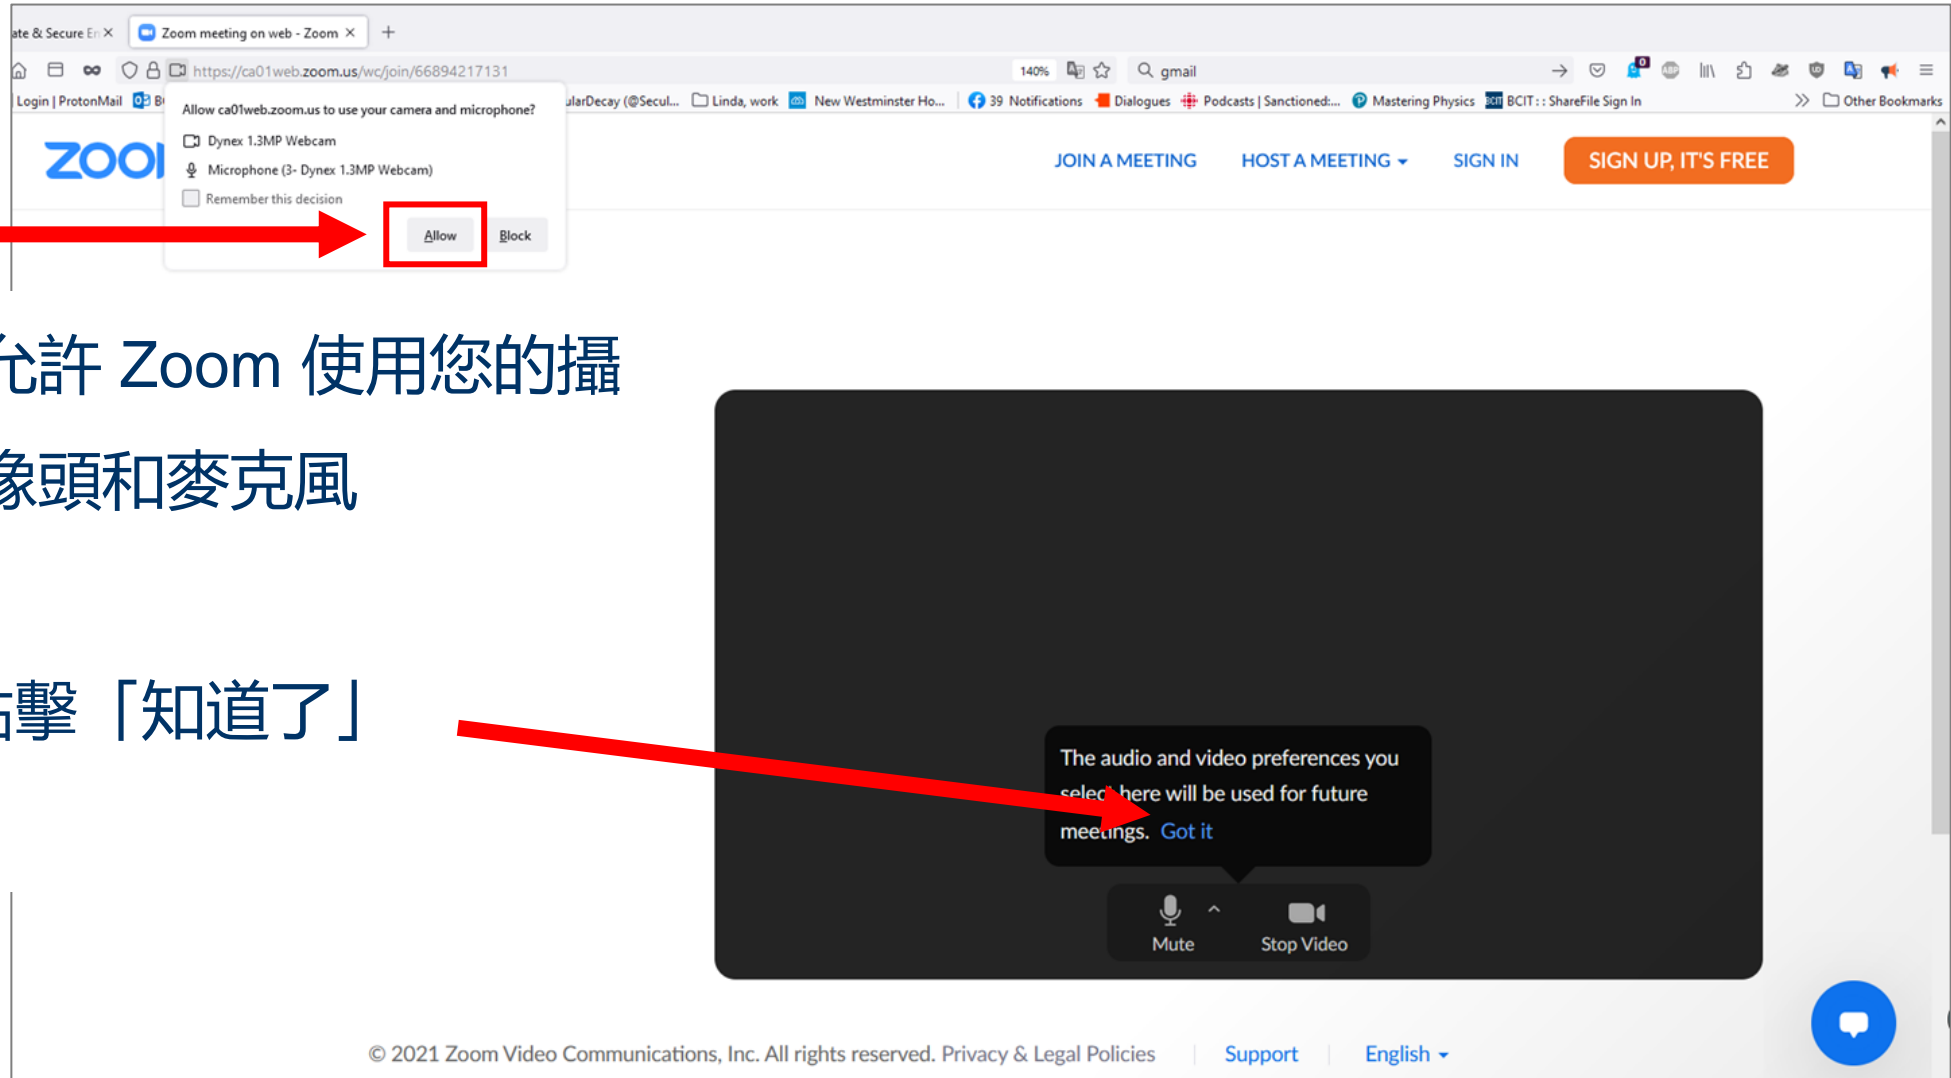 ate & Secure En
Zoom meeting on web - Zoom
https://ca01web.zoom.us/wc/join/66894217131
140%
gmail
Login | ProtonMail
ularDecay (@Secul...
Linda, work
New Westminster Ho...
39 Notifications
Dialogues
Podcasts | Sanctioned:...
Mastering Physics
BCIT : : ShareFile Sign In
Other Bookmarks
Allow ca01web.zoom.us to use your camera and microphone?
Dynex 1.3MP Webcam
Microphone (3- Dynex 1.3MP Webcam)
Remember this decision
Allow
Block
JOIN A MEETING
HOST A MEETING
SIGN IN
SIGN UP, IT'S FREE
允許 Zoom 使用您的攝
像頭和麥克風
點擊「知道了」
The audio and video preferences you
select here will be used for future
meetings. Got it
Mute
Stop Video
© 2021 Zoom Video Communications, Inc. All rights reserved. Privacy & Legal Policies
Support
English